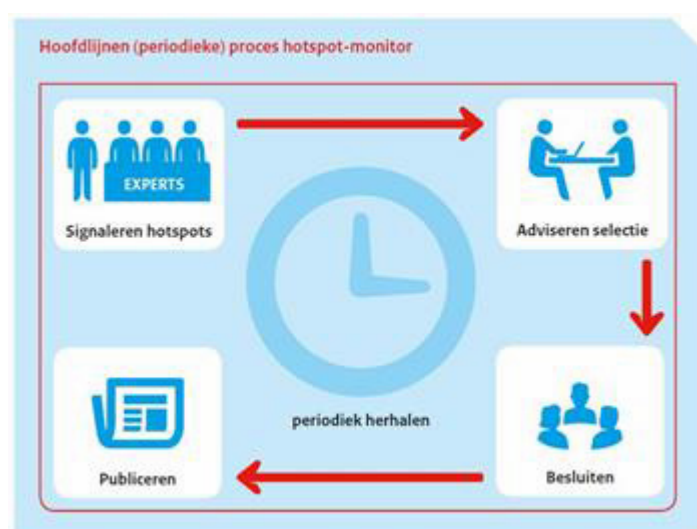 Hoofdlijnen (periodieke) proces hotspot-monitor
EXPERTS
Signaleren hotspots
Adviseren selectie
periodiek herhalen
Publiceren
Besluiten